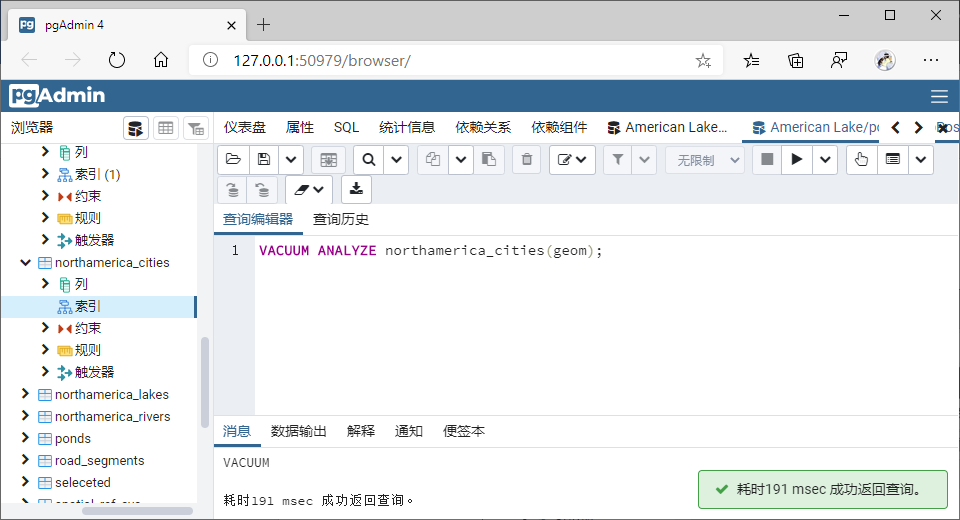 pgAdmin 4
127.0.0.1:50979/browser/
pgAdmin
浏览器
仪表盘 属性 SQL 统计信息 依赖关系 依赖组件 American Lake... American Lake/po
列
索引 (1)
约束
规则
触发器
northamerica_cities
列
索引
约束
规则
触发器
northamerica_lakes
northamerica_rivers
ponds
road_segments
seleceted
无限制
查询编辑器 查询历史
1 VACUUM ANALYZE northamerica_cities(geom);
消息 数据输出 解释 通知 便签本
VACUUM
耗时191 msec 成功返回查询。
耗时191 msec 成功返回查询。